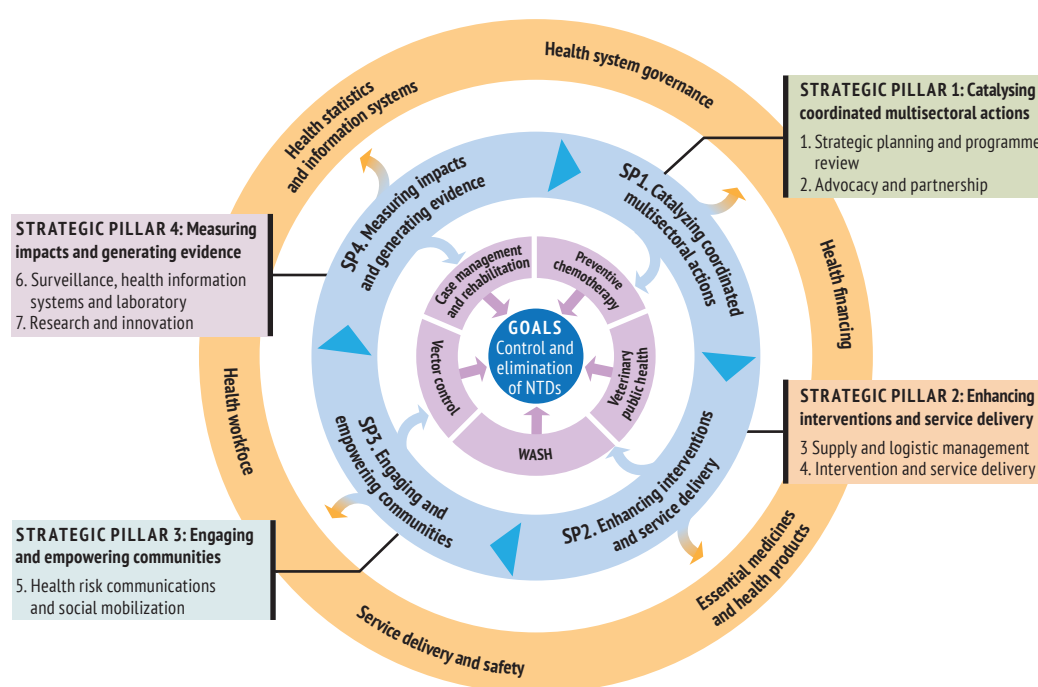 Health system governance
Health statistics
and information systems
STRATEGIC PILLAR 1: Catalysing
coordinated multisectoral actions
1. Strategic planning and programme
review
2. Advocacy and partnership
SP4. Measuring impacts
and generating evidence
SP1. Catalyzing coordinated
multisectoral actions
STRATEGIC PILLAR 4: Measuring
impacts and generating evidence
6. Surveillance, health information
systems and laboratory
7. Research and innovation
Case management
and rehabilitation
Preventive
chemotherapy
Health financing
GOALS
Control and
elimination
of NTDs
Vector control
Veterinary
public health
WASH
Health workfoce
STRATEGIC PILLAR 2: Enhancing
interventions and service delivery
3 Supply and logistic management
4. Intervention and service delivery
SP3. Engaging and
empowering communities
SP2. Enhancing interventions
and service delivery
STRATEGIC PILLAR 3: Engaging
and empowering communities
5. Health risk communications
and social mobilization
Essential medicines
and health products
Service delivery and safety